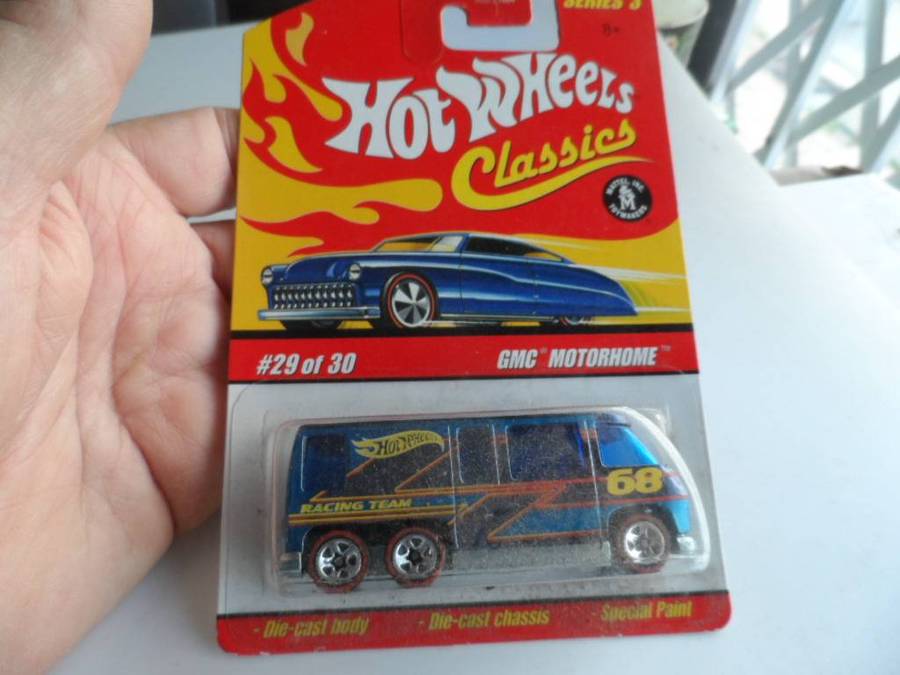 SERIES 3
8+
HOT WHEELS
Classics
MATTEL, INC.
M
TOYMAKERS
#29 of 30
GMC® MOTORHOME™
HOT WHEELS
68
RACING TEAM
- Die-cast body - Die-cast chassis - Special Paint